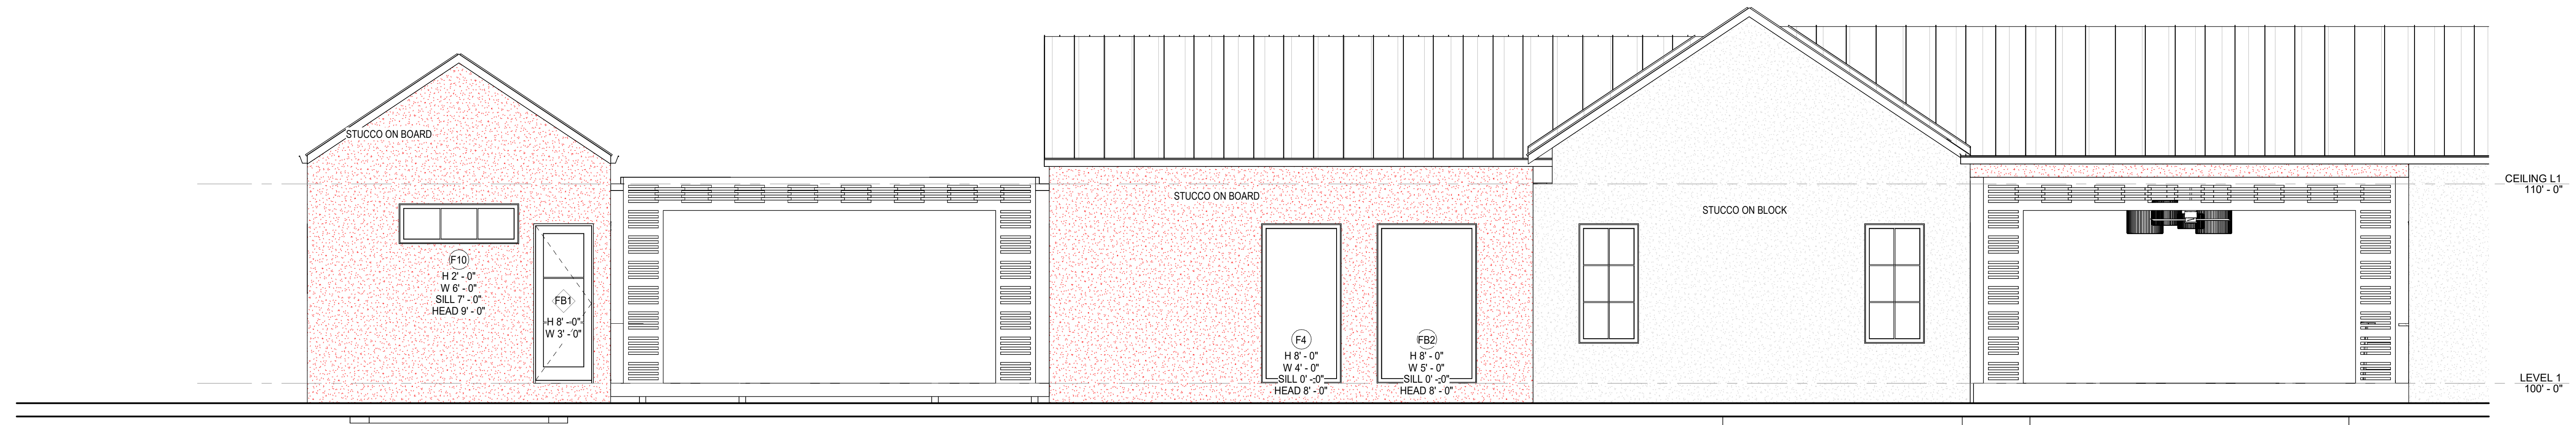 STUCCO ON BOARD
F10
H 2' - 0"
W 6' - 0"
SILL 7' - 0"
HEAD 9' - 0"
FB1
H 8' - 0"
W 3' - 0"
STUCCO ON BOARD
F4
H 8' - 0"
W 4' - 0"
SILL 0' - 0"
HEAD 8' - 0"
FB2
H 8' - 0"
W 5' - 0"
SILL 0' - 0"
HEAD 8' - 0"
STUCCO ON BLOCK
CEILING L1
110' - 0"
LEVEL 1
100' - 0"